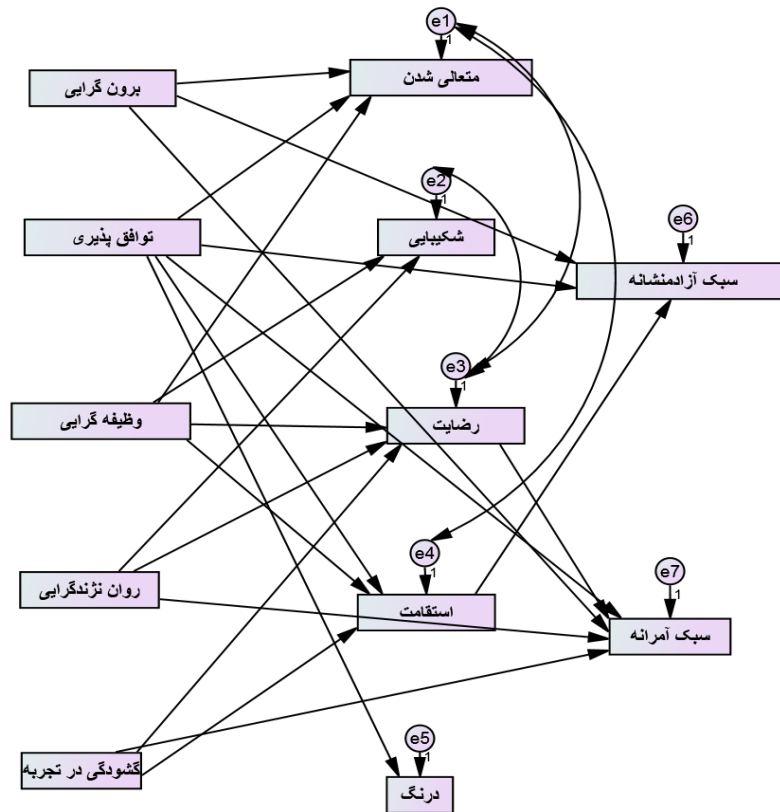 e1
1
متعالی شدن
برون گرایی
e2
1
توافق پذیری
شکیبایی
e6
1
سبک آزادمنشانه
e3
1
وظیفه گرایی
رضایت
e4
1
روان نژندگرایی
استقامت
e7
1
سبک آمرانه
e5
1
گشودگی در تجربه
درنگ